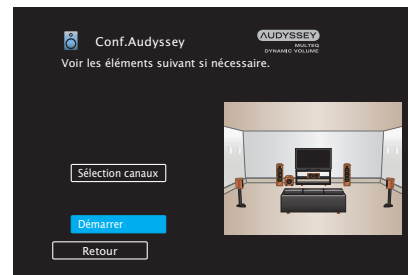 Conf.Audyssey
AUDYSSEY
MULTEQ
DYNAMIC VOLUME
Voir les éléments suivant si nécessaire.
Sélection canaux
Démarrer
Retour